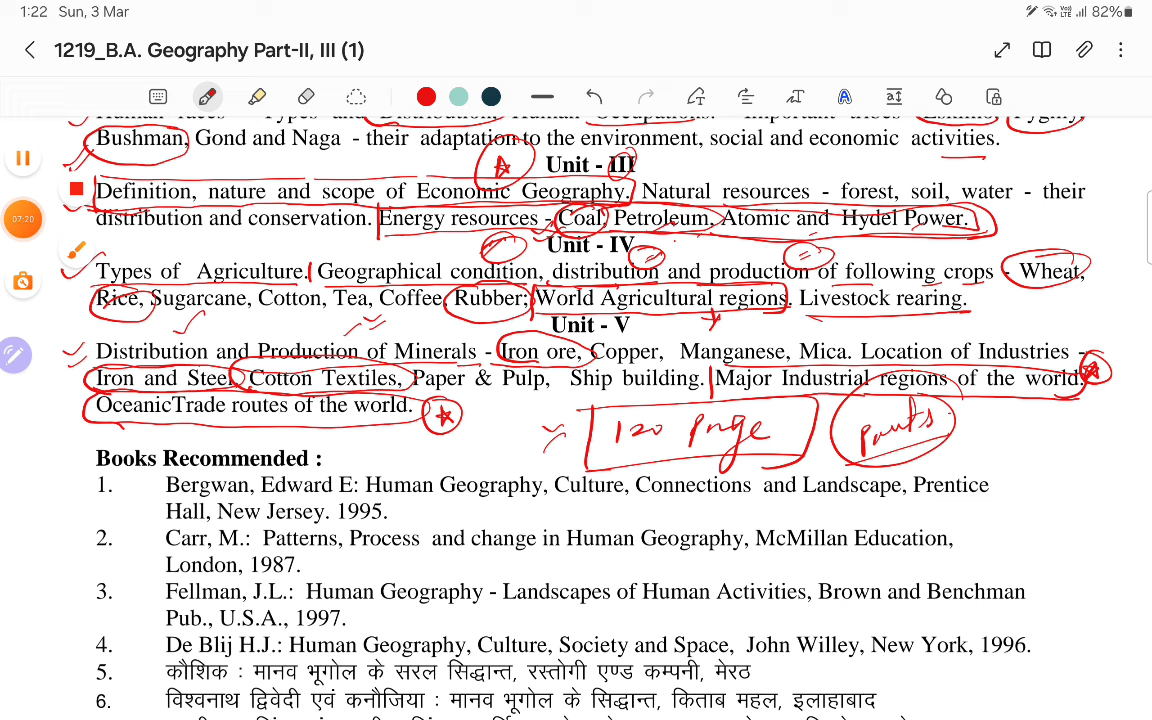 1:22 Sun, 3 Mar
82%
1219_B.A. Geography Part-II, III (1)
Bushman, Gond and Naga - their adaptation to the environment, social and economic activities.
Unit - III
Definition, nature and scope of Economic Geography. Natural resources - forest, soil, water - their
distribution and conservation. Energy resources - Coal, Petroleum, Atomic and Hydel Power.
07:20
Unit - IV
Types of Agriculture. Geographical condition, distribution and production of following crops - Wheat,
Rice, Sugarcane, Cotton, Tea, Coffee, Rubber; World Agricultural regions. Livestock rearing.
Unit - V
Distribution and Production of Minerals - Iron ore, Copper, Manganese, Mica. Location of Industries -
Iron and Steel, Cotton Textiles, Paper & Pulp, Ship building. Major Industrial regions of the world.
OceanicTrade routes of the world.
120 Page
Books Recommended :
1. Bergwan, Edward E: Human Geography, Culture, Connections and Landscape, Prentice
Hall, New Jersey. 1995.
2. Carr, M.: Patterns, Process and change in Human Geography, McMillan Education,
London, 1987.
3. Fellman, J.L.: Human Geography - Landscapes of Human Activities, Brown and Benchman
Pub., U.S.A., 1997.
4. De Blij H.J.: Human Geography, Culture, Society and Space, John Willey, New York, 1996.
5. कौशिक : मानव भूगोल के सरल सिद्धान्त, रस्तोगी एण्ड कम्पनी, मेरठ
6. विश्वनाथ द्विवेदी एवं कनौजिया : मानव भूगोल के सिद्धान्त, किताब महल, इलाहाबाद